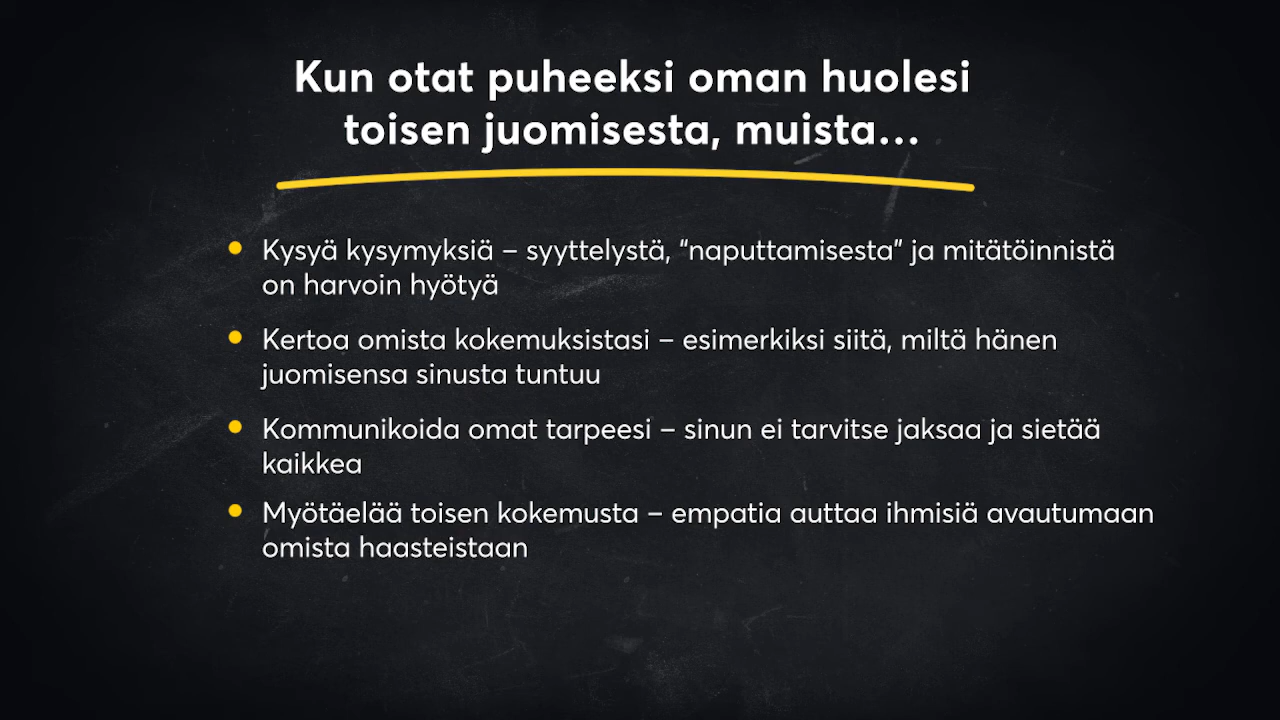 Kun otat puheeksi oman huolesi
toisen juomisesta, muista...
Kysyä kysymyksiä – syyttelystä, “naputtamisesta” ja mitätöinnistä
on harvoin hyötyä
Kertoa omista kokemuksistasi – esimerkiksi siitä, miltä hänen
juomisensa sinusta tuntuu
Kommunikoida omat tarpeesi – sinun ei tarvitse jaksaa ja sietää
kaikkea
Myötäelää toisen kokemusta – empatia auttaa ihmisiä avautumaan
omista haasteistaan